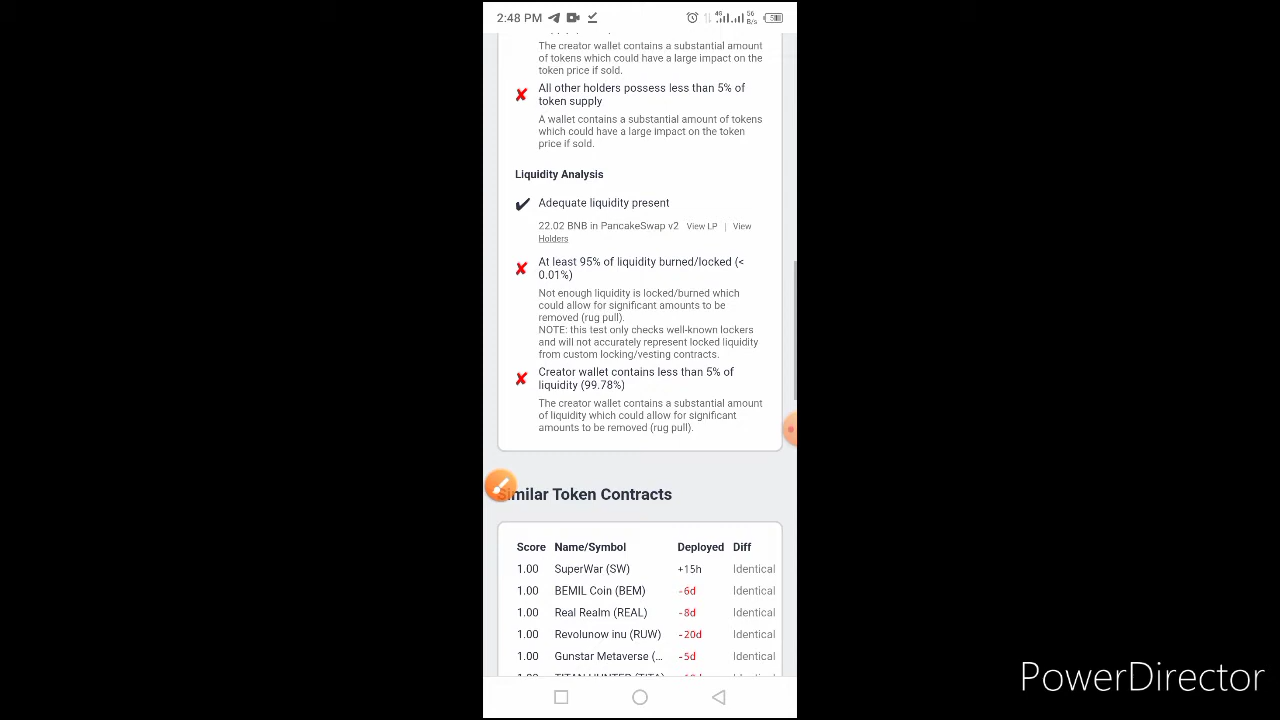 2:48 PM
4G
56
B/s
The creator wallet contains a substantial amount
of tokens which could have a large impact on the
token price if sold.
All other holders possess less than 5% of
token supply
A wallet contains a substantial amount of tokens
which could have a large impact on the token
price if sold.
Liquidity Analysis
Adequate liquidity present
22.02 BNB in PancakeSwap v2 View LP | View
Holders
At least 95% of liquidity burned/locked (<
0.01%)
Not enough liquidity is locked/burned which
could allow for significant amounts to be
removed (rug pull).
NOTE: this test only checks well-known lockers
and will not accurately represent locked liquidity
from custom locking/vesting contracts.
Creator wallet contains less than 5% of
liquidity (99.78%)
The creator wallet contains a substantial amount
of liquidity which could allow for significant
amounts to be removed (rug pull).
Similar Token Contracts
Score Name/Symbol Deployed Diff
1.00 SuperWar (SW) +15h Identical
1.00 BEMIL Coin (BEM) -6d Identical
1.00 Real Realm (REAL) -8d Identical
1.00 Revolunow inu (RUW) -20d Identical
1.00 Gunstar Metaverse (... -5d Identical
PowerDirector